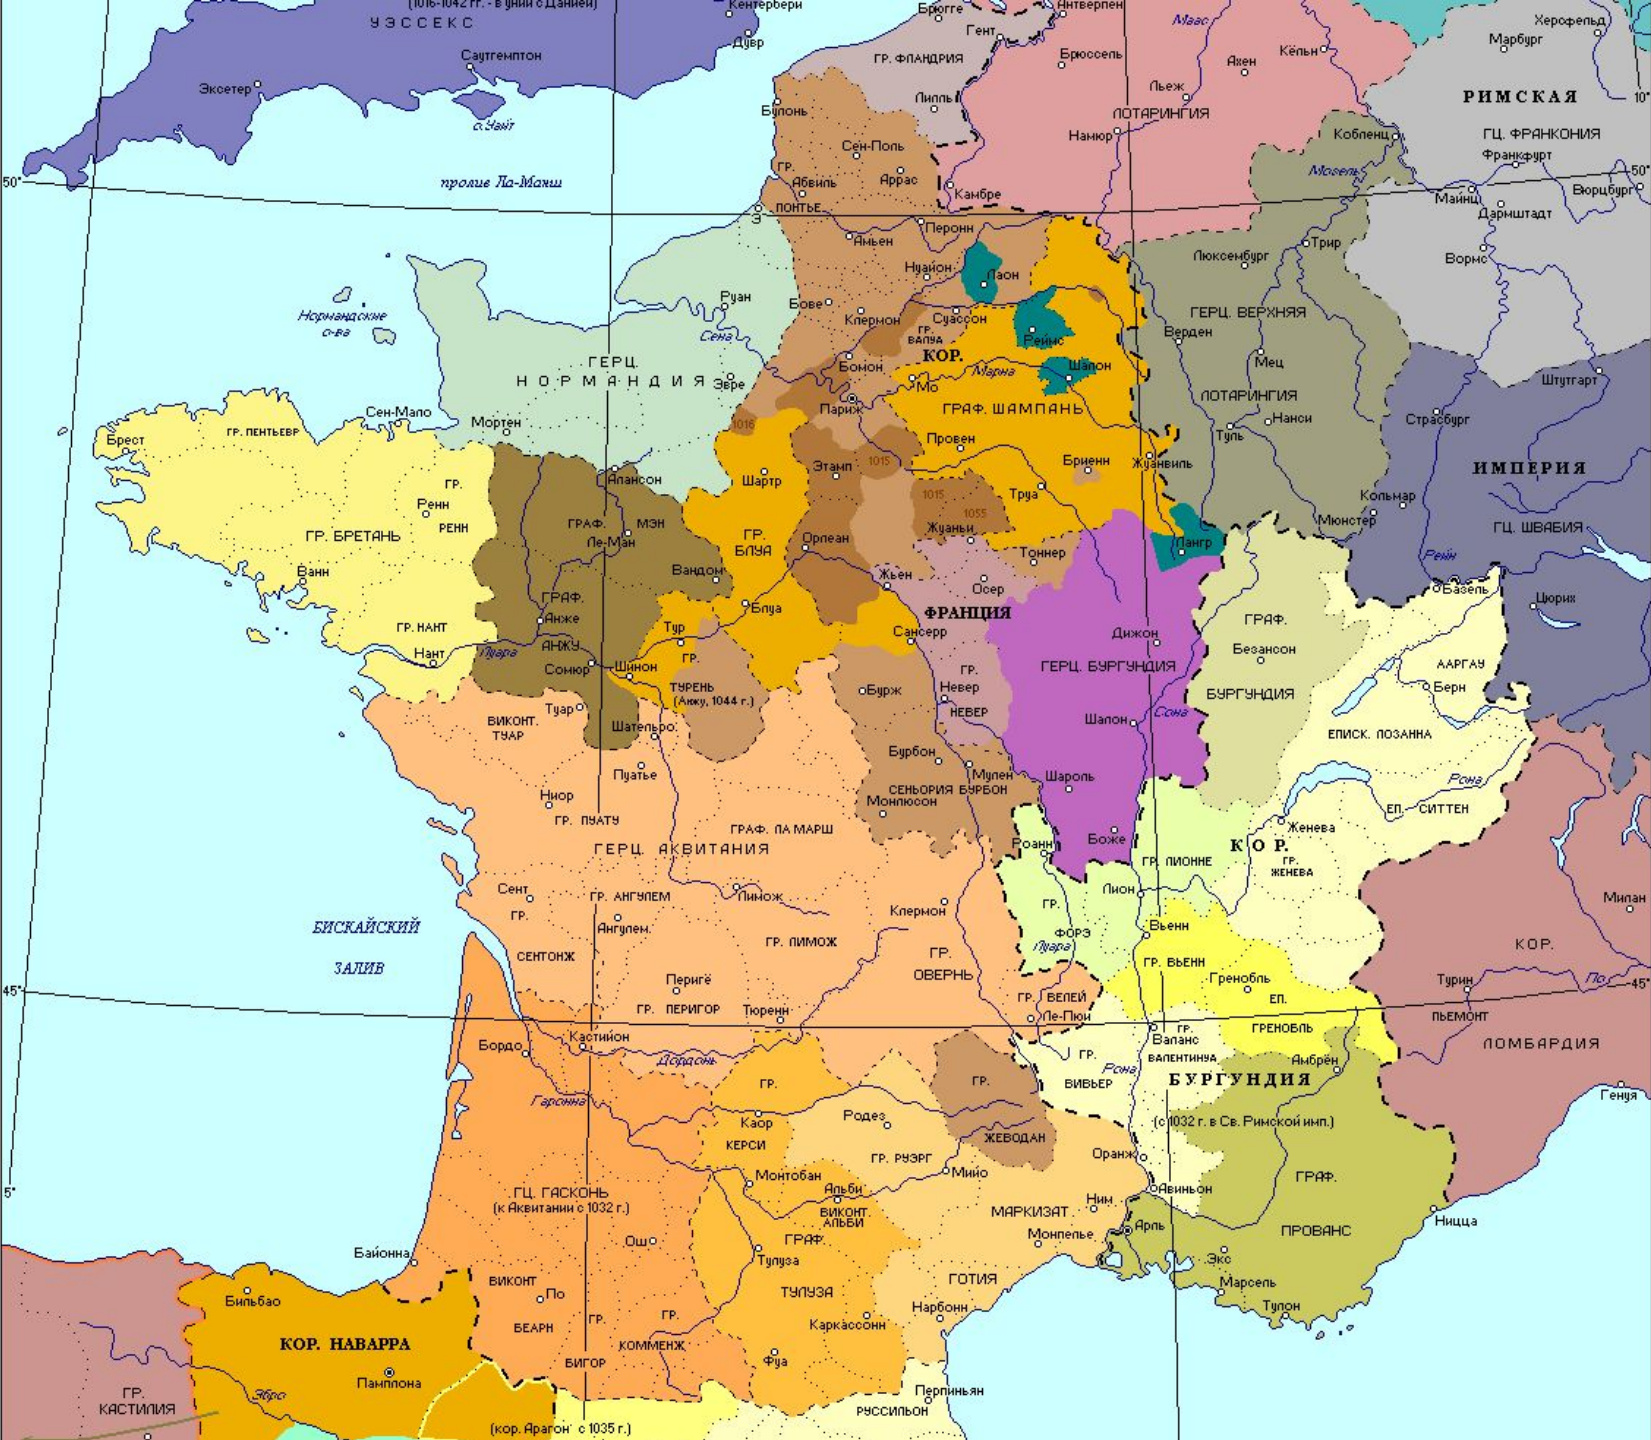 (1016-1042 гг. - в унии с Данией)
УЭССЕКС
Кентербери
Дувр
Саутгемптон
Эксетер
о.Уайт
Брюгге
Гент
Антверпен
Маас
ГР. ФЛАНДРИЯ
Брюссель
Ахен
Кёльн
Херсфельд
Марбург
Лилль
Льеж
ЛОТАРИНГИЯ
Намюр
РИМСКАЯ
10°
Булонь
Кобленц
ГЦ. ФРАНКОНИЯ
Франкфурт
Сен-Поль
ГР.
Абвиль
Аррас
Камбре
ПОНТЬЕ
Мозель
50°
пролив Ла-Манш
50°
Майнц
Вюрцбург
Дармштадт
Э
Перонн
Амьен
Трир
Люксембург
Вормс
Нуайон
Лаон
Руан
Бове
Клермон
Суассон
ГР.
ВАЛУА
Нормандские
о-ва
Сена
ГЕРЦ. ВЕРХНЯЯ
Верден
Реймс
КОР.
Мец
ГЕРЦ.
НОРМАНДИЯ
Эвре
Бомон
Мо
Марна
Шалон
Штутгарт
ЛОТАРИНГИЯ
Париж
ГРАФ. ШАМПАНЬ
Нанси
Туль
Страсбург
Сен-Мало
Мортен
1016
Брест
ГР. ПЕНТЬЕВР
Провен
Этамп
1015
Бриенн
Жуанвиль
ИМПЕРИЯ
Алансон
Шартр
ГР.
Ренн
РЕНН
1015
Труа
1055
Кольмар
Мюнстер
ГРАФ.
МЭН
Ле-Ман
ГР. БРЕТАНЬ
ГР.
БЛУА
Орлеан
Жуаньи
Тоннер
Лангр
ГЦ. ШВАБИЯ
Рейн
Ванн
Вандом
Жьен
Осер
Базель
Цюрих
ГРАФ.
Анже
АНЖУ
Блуа
ФРАНЦИЯ
Сансерр
Дижон
ГРАФ.
Безансон
ГР. НАНТ
Нант
Луара
Тур
ГР.
Сомюр
Шинон
ТУРЕНЬ
(Анжу, 1044 г.)
Бурж
ГР.
Невер
НЕВЕР
ГЕРЦ. БУРГУНДИЯ
БУРГУНДИЯ
ААРГАУ
Берн
Туар
ВИКОНТ.
ТУАР
Шательро
Шалон
Сона
ЕПИСК. ЛОЗАННА
Пуатье
Бурбон
Мулен
Шароль
Рона
Ниор
СЕНЬОРИЯ БУРБОН
Монлюсон
ГР. ПУАТУ
ГРАФ. ЛА МАРШ
ЕП. СИТТЕН
Женева
ГЕРЦ. АКВИТАНИЯ
Роанн
Боже
КОР.
ГР. ЛИОННЕ
ГР.
ЖЕНЕВА
Сент
ГР.
ГР. АНГУЛЕМ
Лимож
Лион
Клермон
Ангулем.
ГР.
ФОРЭ
Луара
Вьенн
Милан
БИСКАЙСКИЙ
ЗАЛИВ
СЕНТОНЖ
ГР. ЛИМОЖ
ГР.
ОВЕРНЬ
ГР. ВЬЕНН
КОР.
Периге
ГР. ПЕРИГОР
Тюренн
ГР. ВЕЛЕЙ
Ле-Пюи
Гренобль
ЕП.
ГРЕНОБЛЬ
Турин
По
45°
45°
ПЬЕМОНТ
Бордо
Кастийон
Дордонь
ГР.
Валанс
ВАЛЕНТИНУА
Амбрён
ЛОМБАРДИЯ
ГР.
ВИВЬЕР
Рона
БУРГУНДИЯ
(с 1032 г. в Св. Римской имп.)
Генуя
Гаронна
ГР.
Каор
КЕРСИ
Родез
ГР.
ЖЕВОДАН
ГР. РУЭРГ
Мийо
Оранж
ГРАФ.
5°
ГЦ. ГАСКОНЬ
(к Аквитании с 1032 г.)
Монтобан
Альби
ВИКОНТ.
АЛЬБИ
Авиньон
МАРКИЗАТ
Ним
Монпелье
Арль
ПРОВАНС
Ницца
Ош
ГРАФ.
Тулуза
Байонна
Экс
Марсель
Тулон
ГОТИЯ
ВИКОНТ
По
БЕАРН
ГР.
ГР.
ТУЛУЗА
Нарбонн
Каркассонн
Бильбао
КОР. НАВАРРА
КОММЕНЖ
БИГОР
Фуа
Памплона
Эбро
ГР.
КАСТИЛИЯ
Перпиньян
РУССИЛЬОН
(кор. Арагон с 1035 г.)